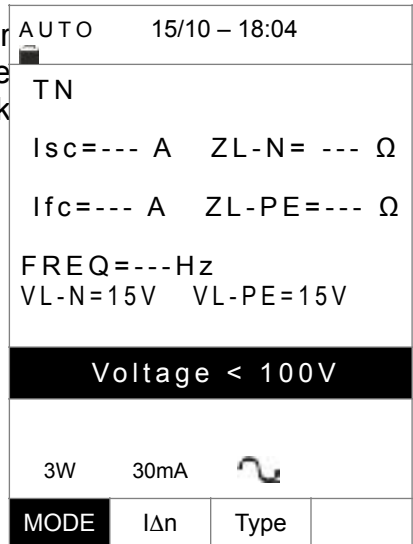 AUTO 15/10 – 18:04
TN
Isc=--- A ZL-N= --- Ω
Ifc=--- A ZL-PE=--- Ω
FREQ=---Hz
VL-N=15V VL-PE=15V
Voltage < 100V
3W 30mA
MODE IΔn Type